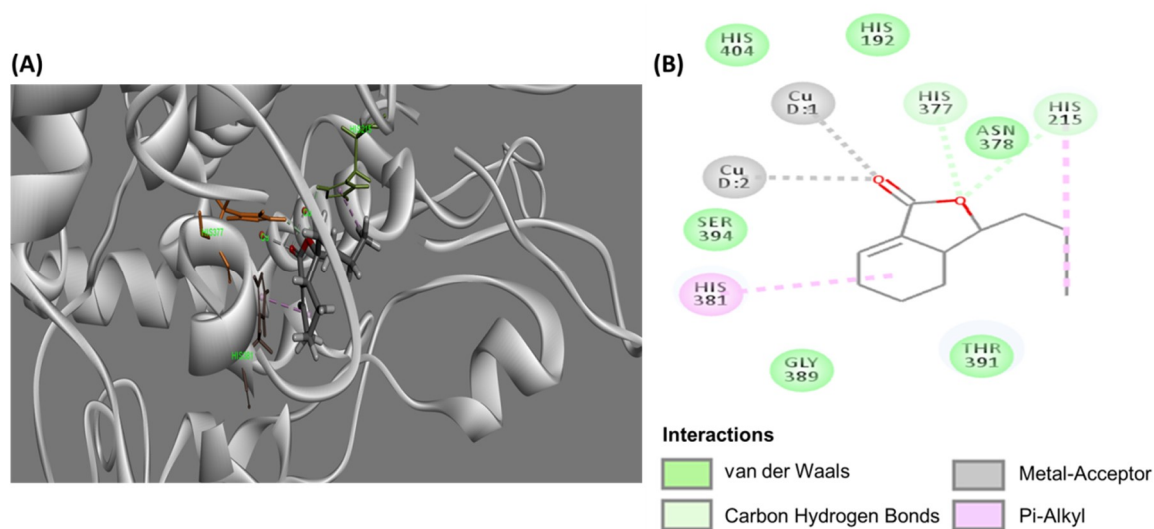 (A)
(B)
HIS
404
HIS
192
Cu
D:1
HIS
377
HIS
215
ASN
378
Cu
D:2
SER
394
HIS
381
GLY
389
THR
391
Interactions
van der Waals
Metal-Acceptor
Carbon Hydrogen Bonds
Pi-Alkyl
HIS377